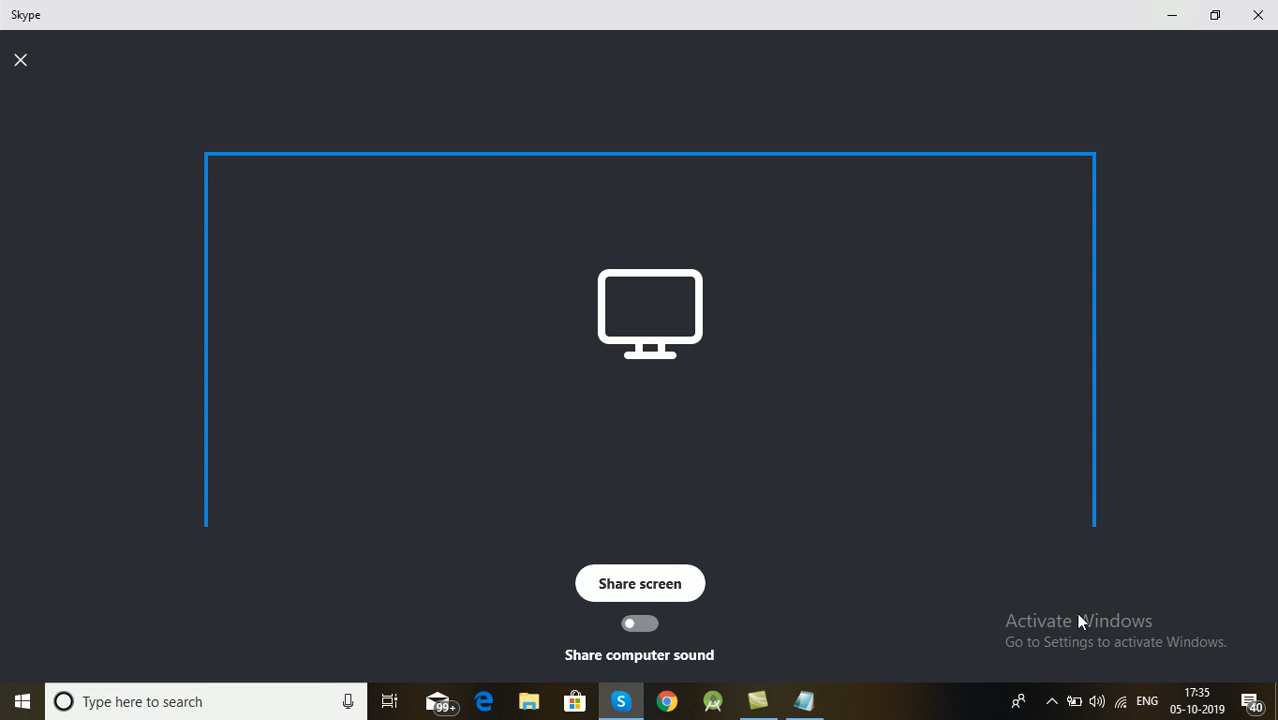 Skype
Share screen
Share computer sound
Activate Windows
Go to Settings to activate Windows.
Type here to search
99+
ENG
17:35
05-10-2019
40